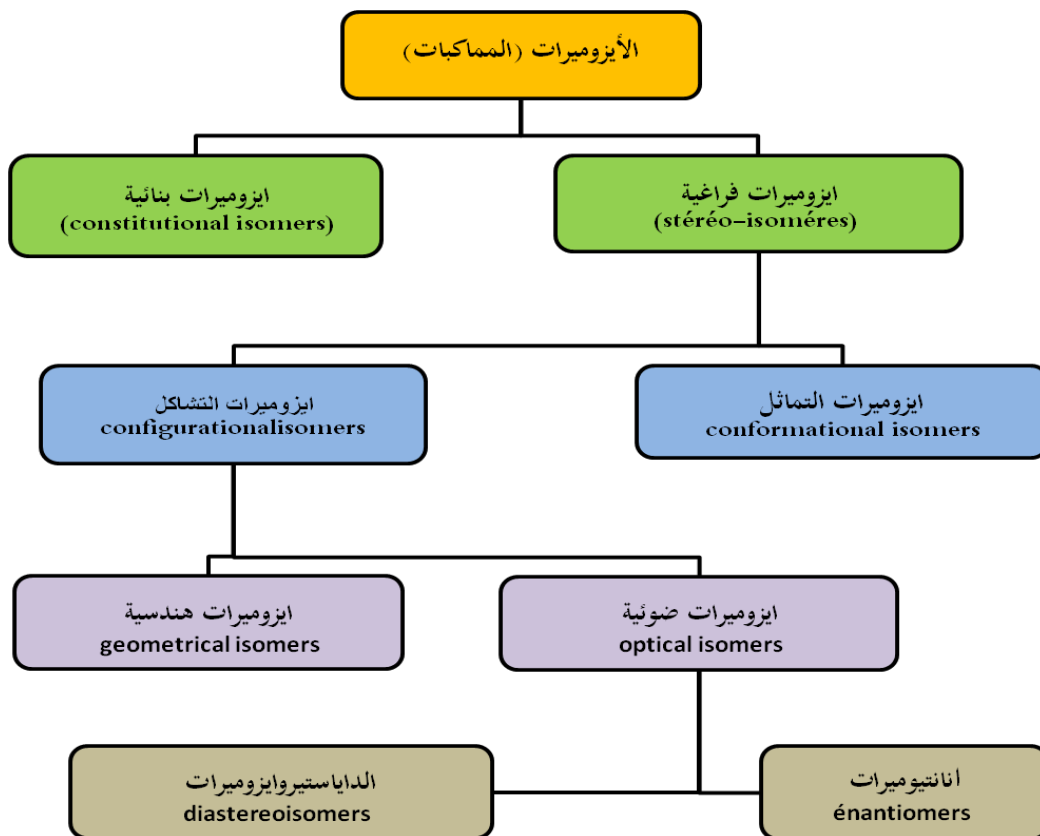 الأيزوميرات (المماكبات)
ايزوميرات فراغية
(stéréo-isoméres)
ايزوميرات بنائية
(constitutional isomers)
ايزوميرات التماثل
conformational isomers
ايزوميرات التشاكل
configurationalisomers
ايزوميرات ضوئية
optical isomers
ايزوميرات هندسية
geometrical isomers
أنانتيوميرات
énantiomers
الداياستيروايزوميرات
diastereoisomers